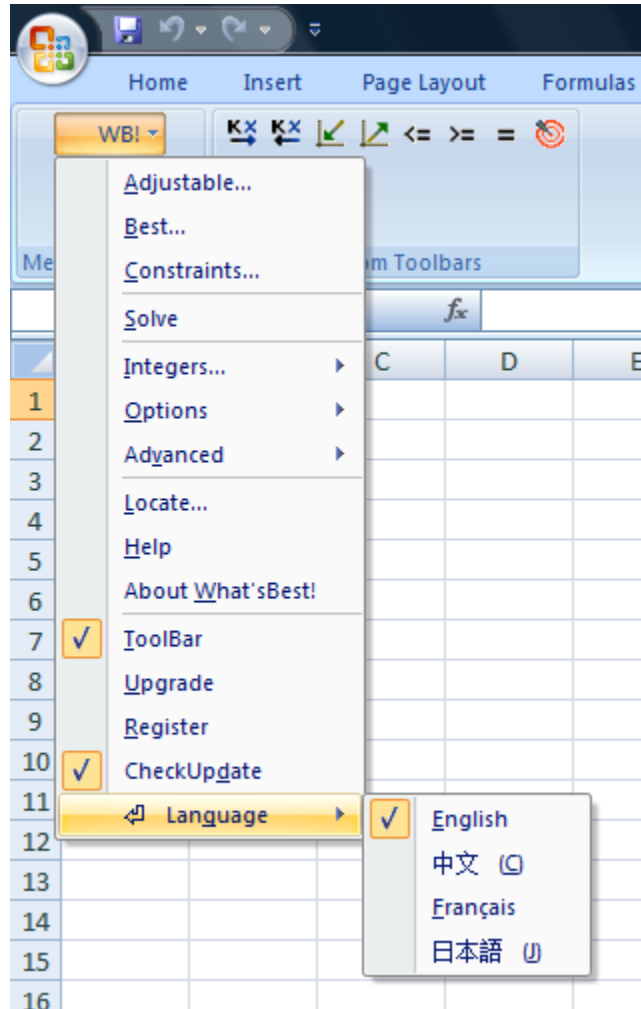 Home Insert Page Layout Formulas
WB! K× K× <= >= =
Adjustable...
Best...
Me Constraints... om Toolbars
Solve fx
Integers... C D E
1 Options
2 Advanced
3
4 Locate...
5 Help
6 About What'sBest!
7 ToolBar
8 Upgrade
9 Register
10 CheckUpdate
11 Language English
12 中文 (C)
13 Français
14
15 日本語 (J)
16